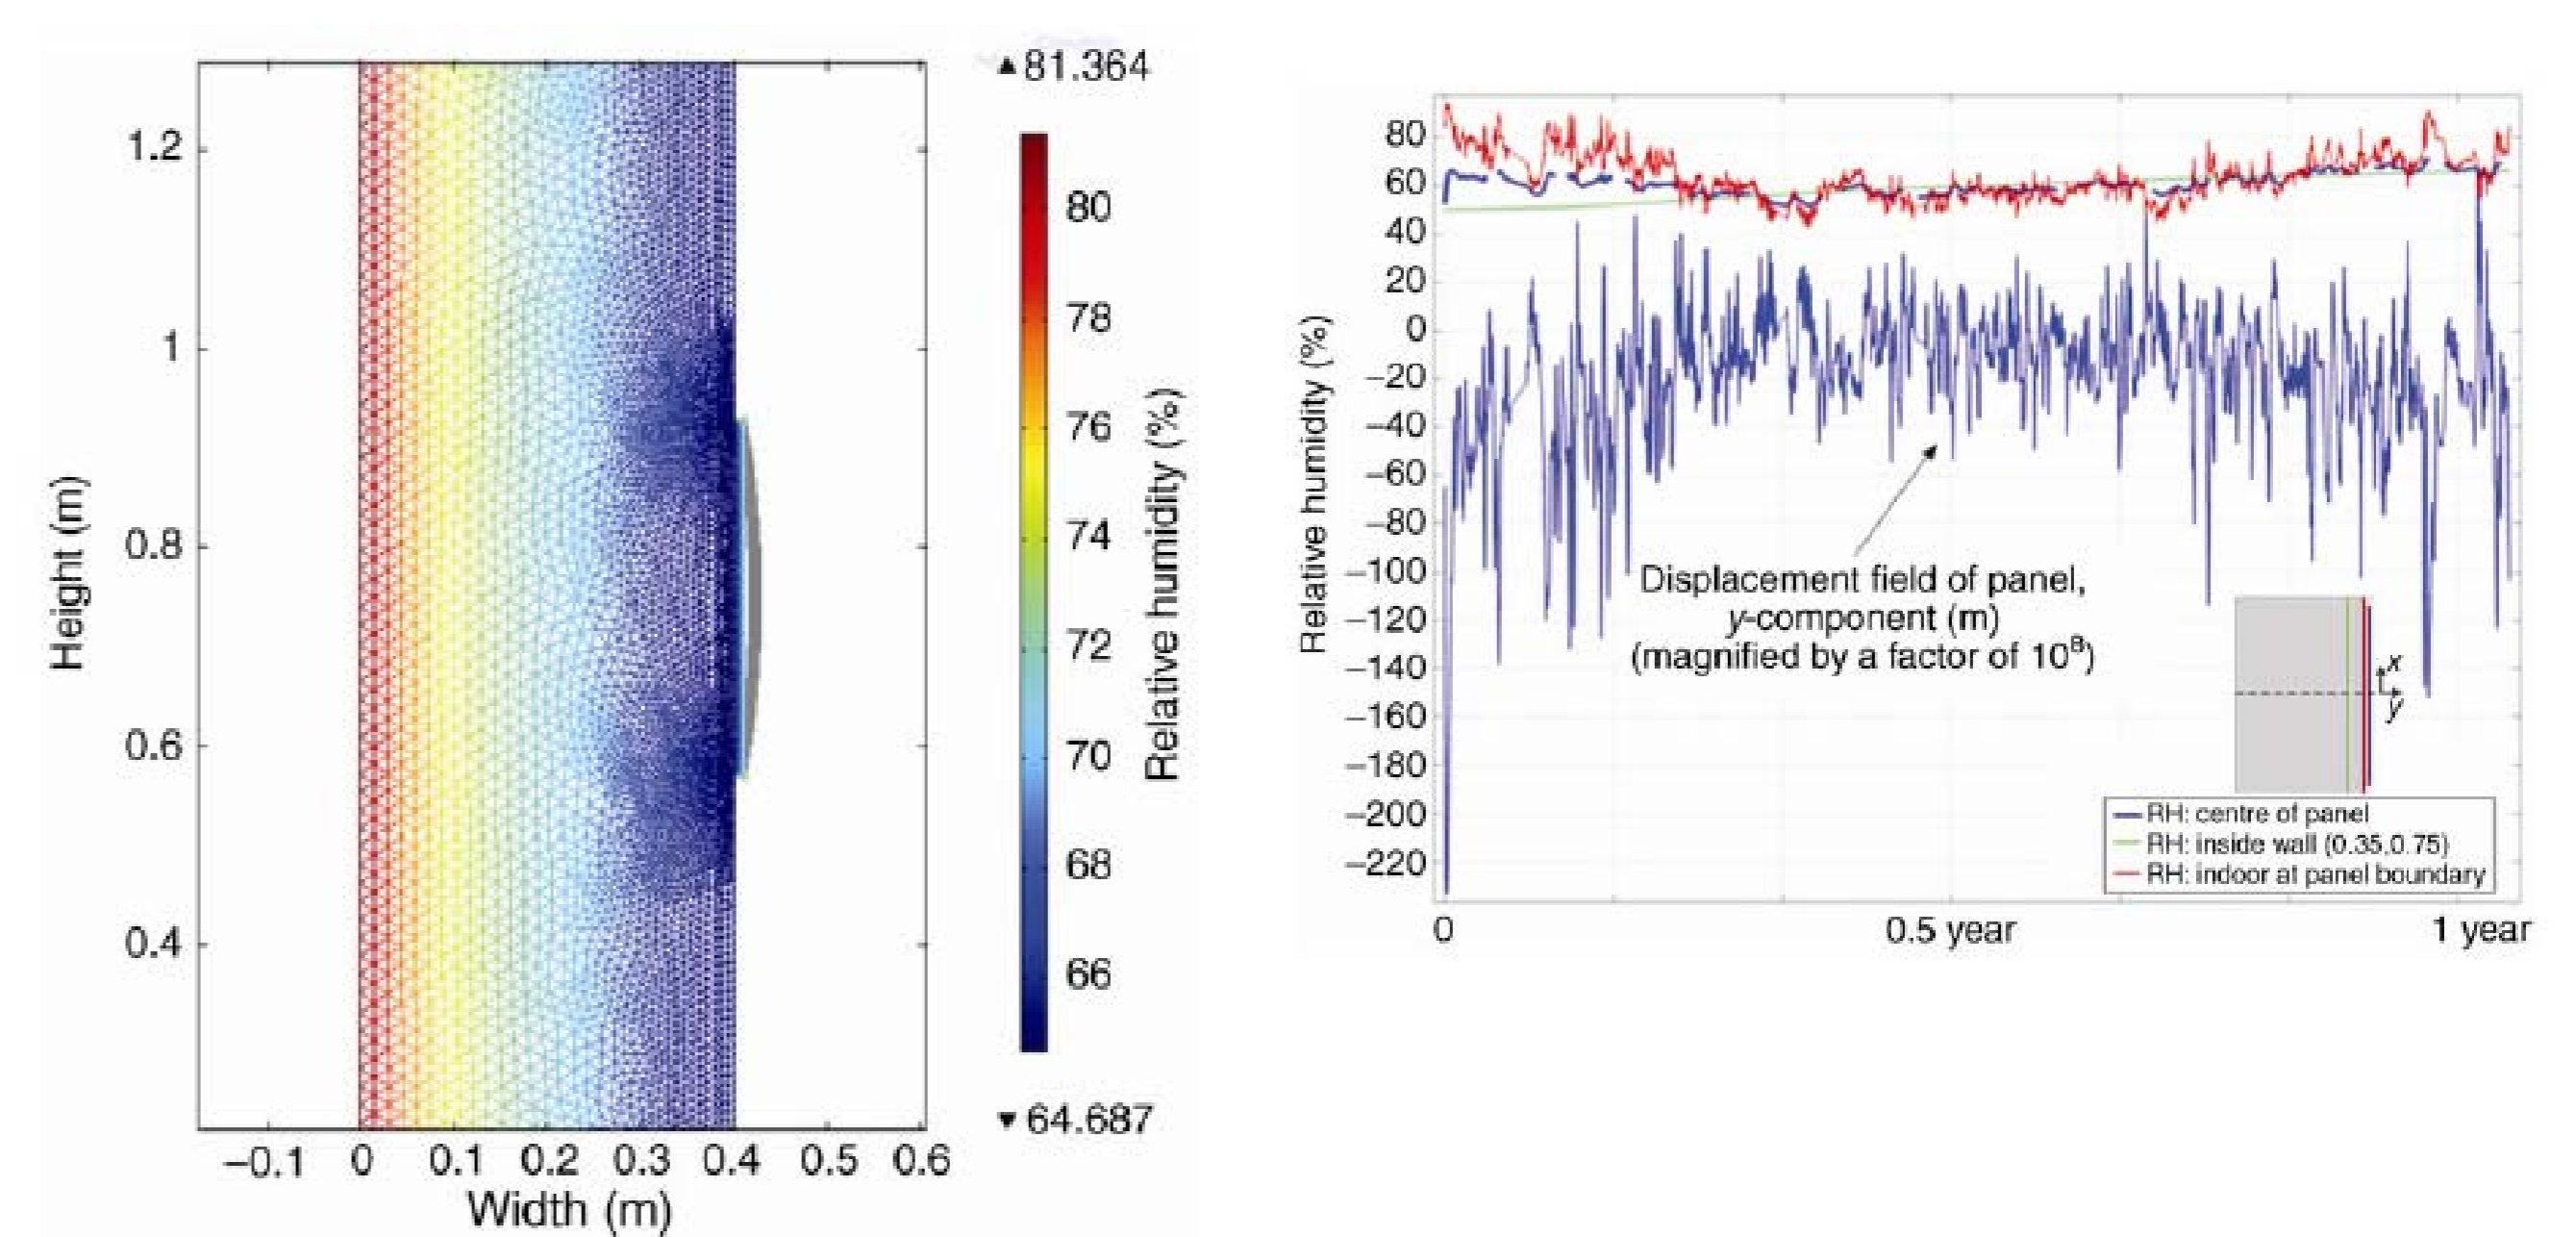 ▲81.364
1.2
1
0.8
0.6
0.4
Height (m)
−0.1 0 0.1 0.2 0.3 0.4 0.5 0.6
Width (m)
80
78
76
74
72
70
68
66
Relative humidity (%)
▼64.687
80
60
40
20
0
−20
−40
−60
−80
−100
−120
−140
−160
−180
−200
−220
Relative humidity (%)
Displacement field of panel,
y-component (m)
(magnified by a factor of 10⁸)
x
y
RH: centre of panel
RH: inside wall (0.35,0.75)
RH: indoor at panel boundary
0 0.5 year 1 year